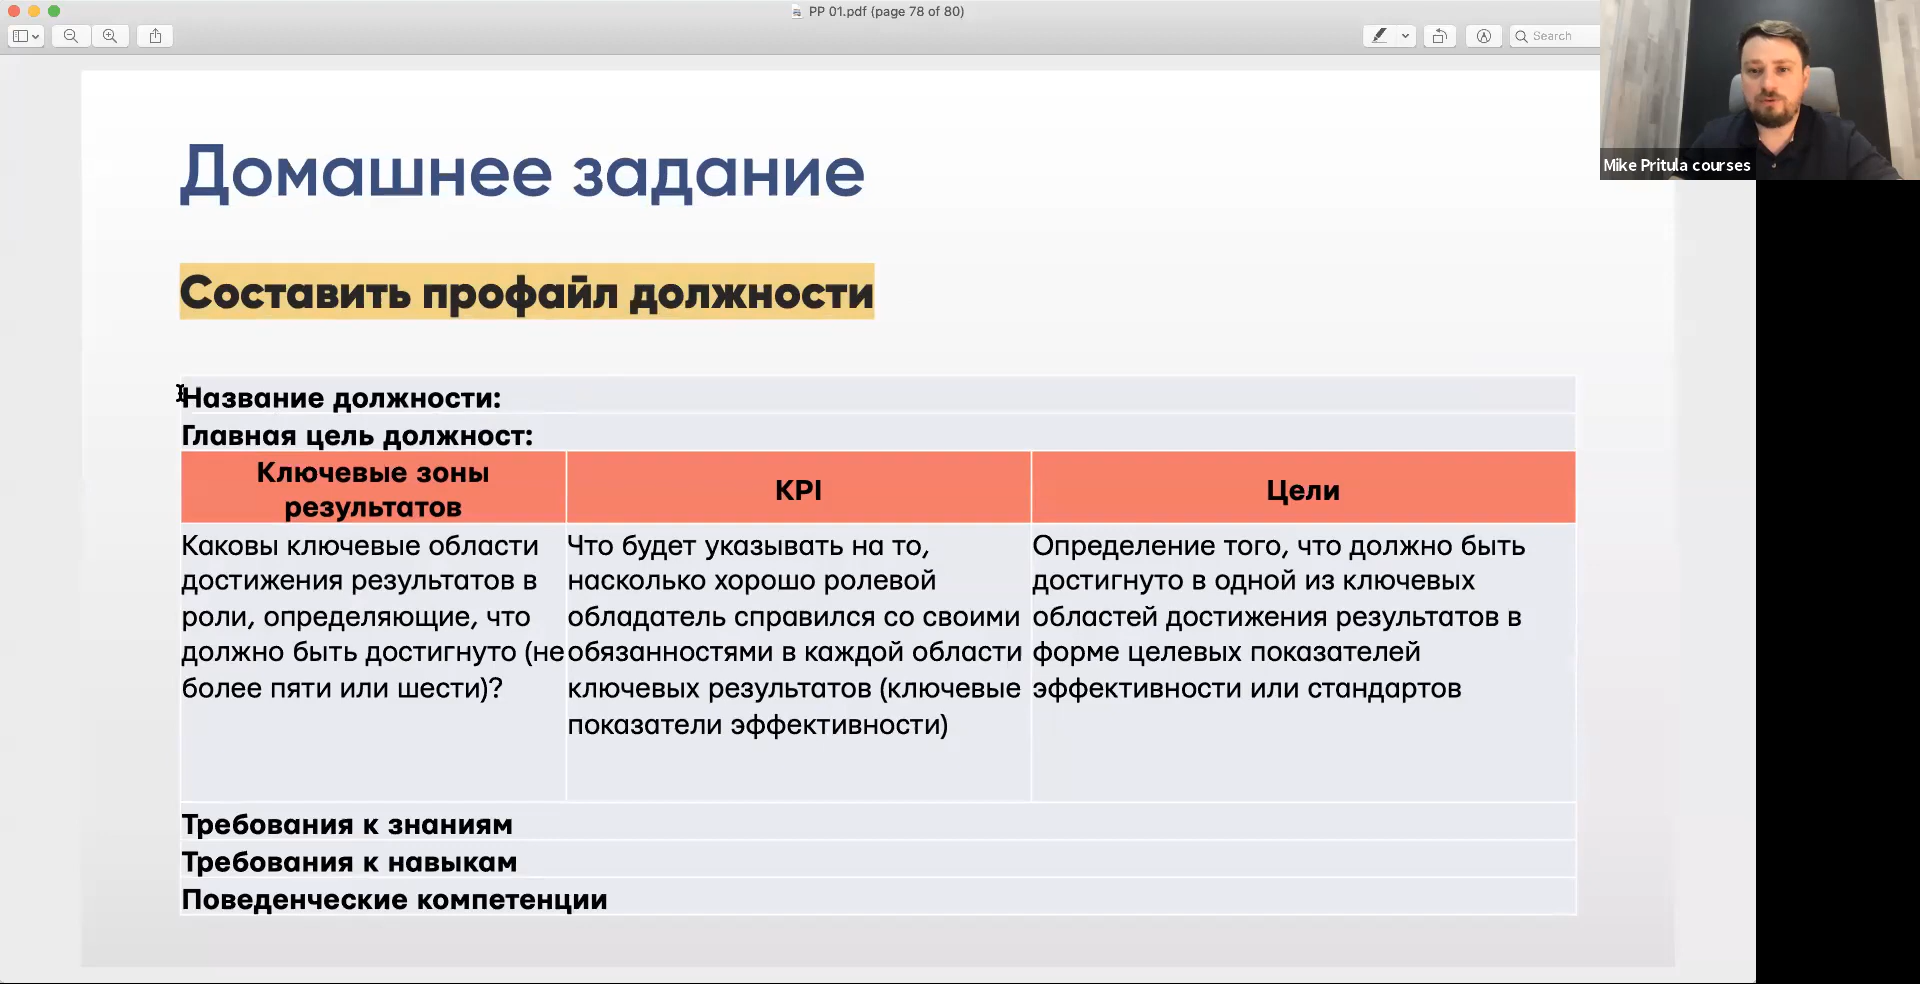 PP 01.pdf (page 78 of 80)
Search
Mike Pritula courses
Домашнее задание
Составить профайл должности
Название должности:
Главная цель должност:
Ключевые зоны
результатов
KPI
Цели
Каковы ключевые области
достижения результатов в
роли, определяющие, что
должно быть достигнуто (не
более пяти или шести)?
Что будет указывать на то,
насколько хорошо ролевой
обладатель справился со своими
обязанностями в каждой области
ключевых результатов (ключевые
показатели эффективности)
Определение того, что должно быть
достигнуто в одной из ключевых
областей достижения результатов в
форме целевых показателей
эффективности или стандартов
Требования к знаниям
Требования к навыкам
Поведенческие компетенции